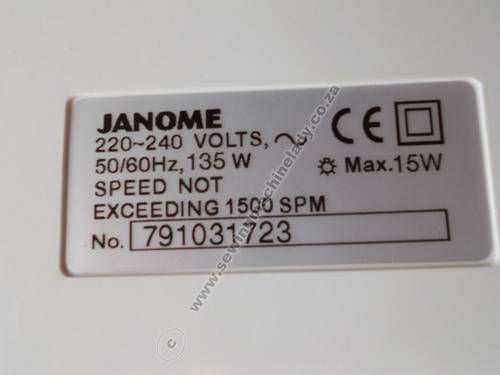 JANOME
220~240 VOLTS, ~
50/60Hz, 135 W
SPEED NOT
EXCEEDING 1500 SPM
No. 791031723
CE
Max.15W
www.sewingmachinelady.co.za
c